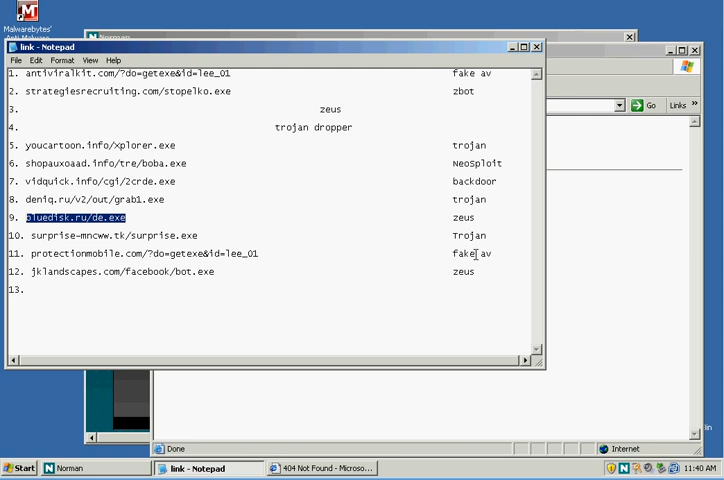 Malwarebytes'
Anti-Malware
Norman
link - Notepad
File Edit Format View Help
1. antiviralkit.com/?do=getexe&id=lee_01 fake av
2. strategiesrecruiting.com/stopelko.exe zbot
3. zeus
4. trojan dropper
5. youcartoon.info/xplorer.exe trojan
6. shopauxoaad.info/tre/boba.exe NeoSploit
7. vidquick.info/cgi/2crde.exe backdoor
8. deniq.ru/v2/out/grab1.exe trojan
9. bluedisk.ru/de.exe zeus
10. surprise-mncww.tk/surprise.exe Trojan
11. protectionmobile.com/?do=getexe&id=lee_01 fake av
12. jklandscapes.com/facebook/bot.exe zeus
13.
Go Links »
Done Internet
Start Norman link - Notepad 404 Not Found - Microso... 11:40 AM